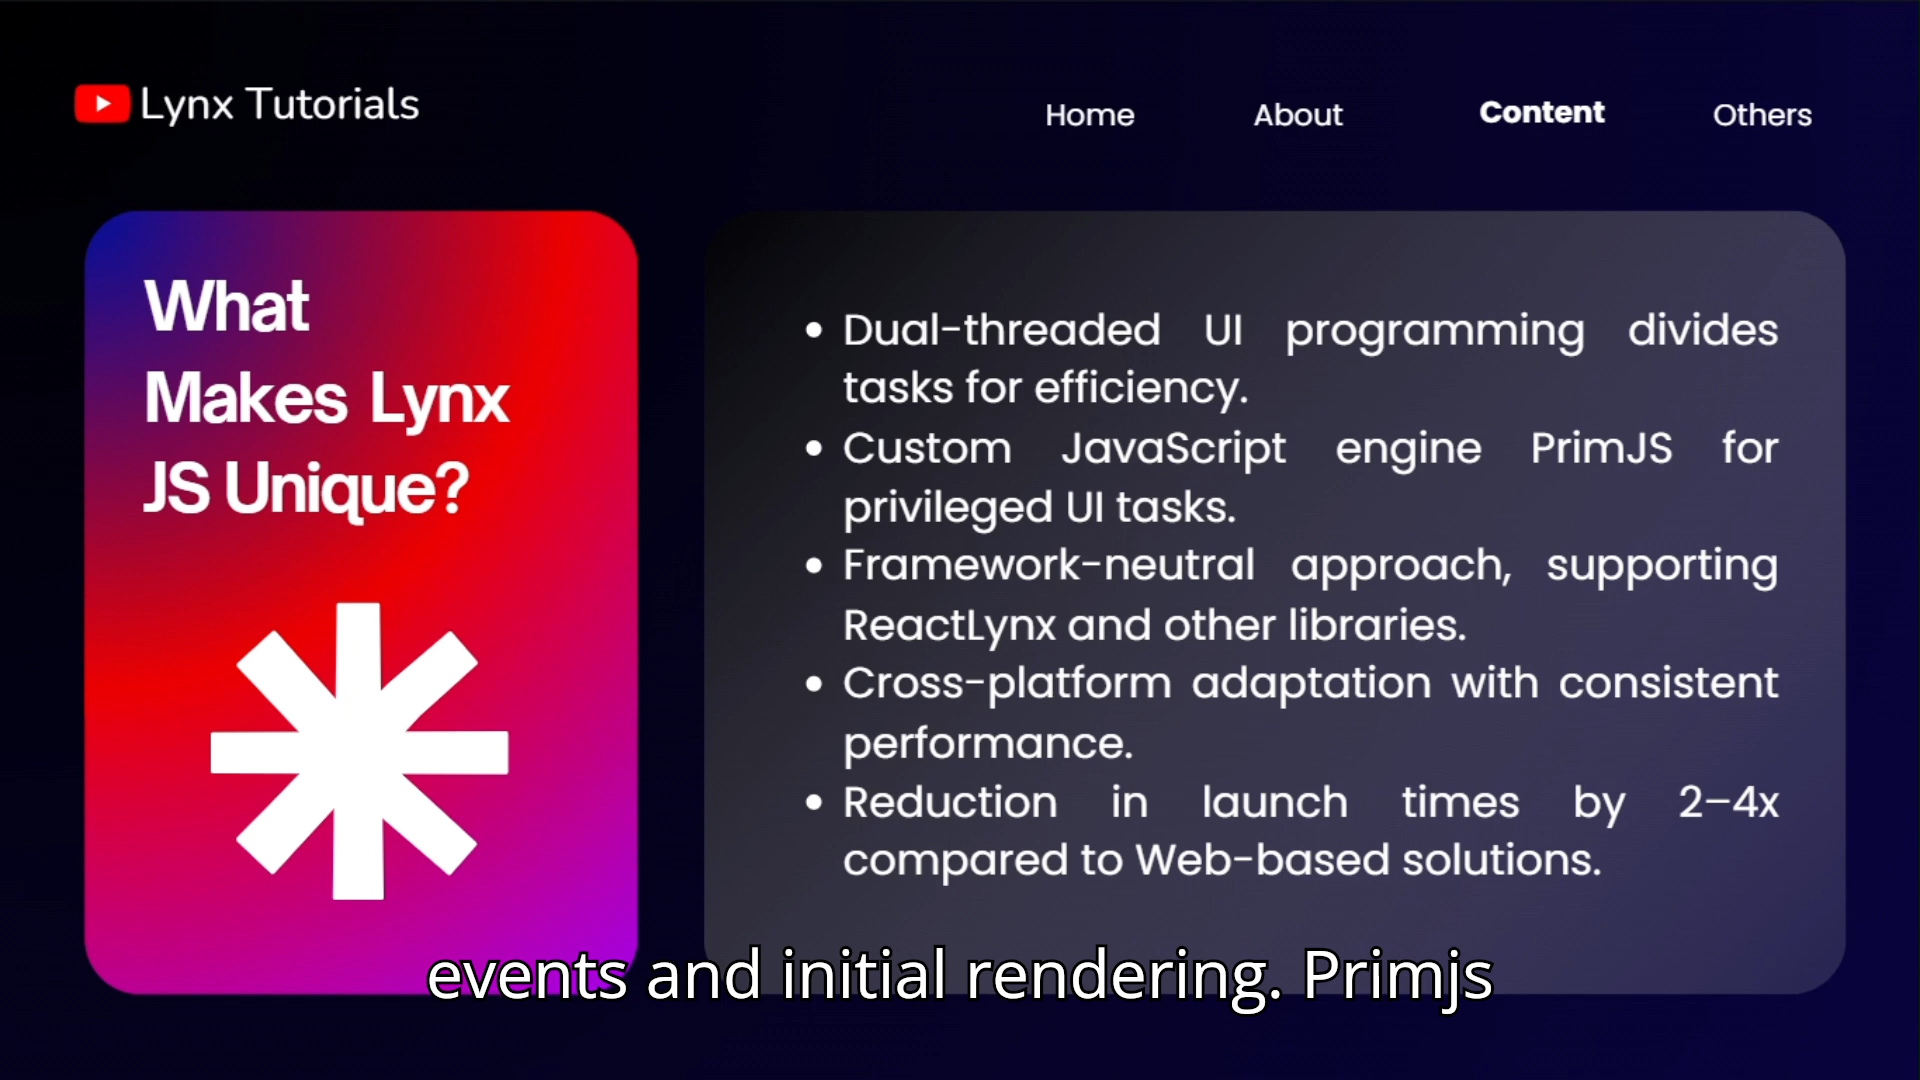 Lynx Tutorials
Home
About
Content
Others
What
Makes Lynx
JS Unique?
• Dual-threaded UI programming divides
tasks for efficiency.
• Custom JavaScript engine PrimJS for
privileged UI tasks.
• Framework-neutral approach, supporting
ReactLynx and other libraries.
• Cross-platform adaptation with consistent
performance.
• Reduction in launch times by 2–4x
compared to Web-based solutions.
events and initial rendering. Primjs